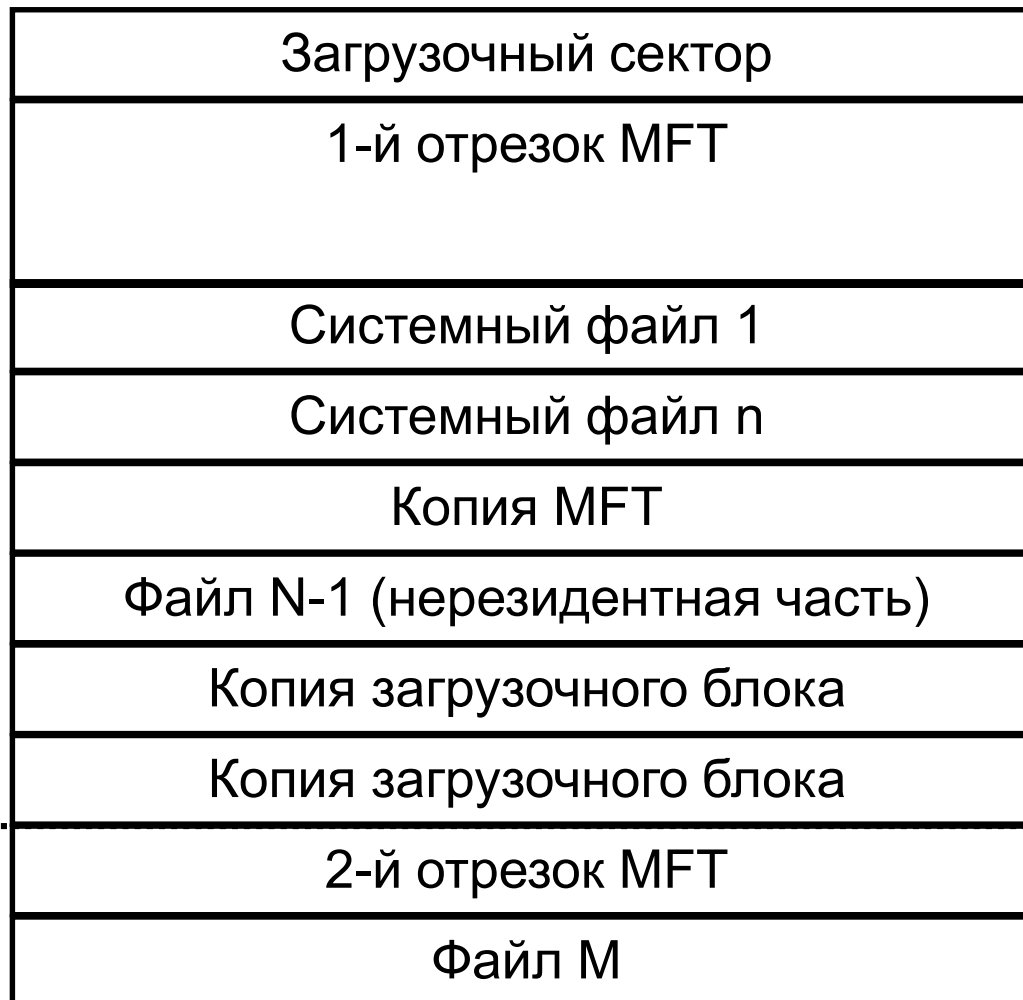 Загрузочный сектор
1-й отрезок MFT
Системный файл 1
Системный файл n
Копия MFT
Файл N-1 (нерезидентная часть)
Копия загрузочного блока
Копия загрузочного блока
2-й отрезок MFT
Файл M